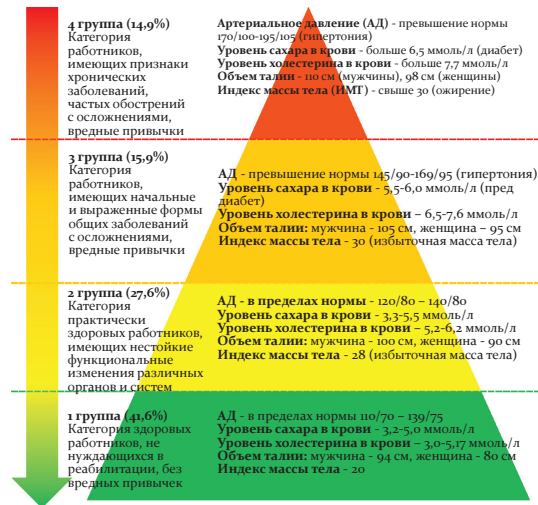 4 группа (14,9%)
Категория
работников,
имеющих признаки
хронических
заболеваний,
частых обострений
с осложнениями,
вредные привычки
Артериальное давление (АД) - превышение нормы
170/100-195/105 (гипертония)
Уровень сахара в крови - больше 6,5 ммоль/л (диабет)
Уровень холестерина в крови - больше 7,7 ммоль/л
Объем талии - 110 см (мужчины), 98 см (женщины)
Индекс массы тела (ИМТ) - свыше 30 (ожирение)
3 группа (15,9%)
Категория
работников,
имеющих начальные
и выраженные формы
общих заболеваний
с осложнениями,
вредные привычки
АД - превышение нормы 145/90-169/95 (гипертония)
Уровень сахара в крови - 5,5-6,0 ммоль/л (пред
диабет)
Уровень холестерина в крови – 6,5-7,6 ммоль/л
Объем талии: мужчина - 105 см, женщина – 95 см
Индекс массы тела - 30 (избыточная масса тела)
2 группа (27,6%)
Категория
практически
здоровых работников,
имеющих нестойкие
функциональные
изменения различных
органов и систем
АД - в пределах нормы - 120/80 – 140/80
Уровень сахара в крови - 3,3-5,5 ммоль/л
Уровень холестерина в крови – 5,2-6,2 ммоль/л
Объем талии: мужчина - 100 см, женщина - 90 см
Индекс массы тела - 28 (избыточная масса тела)
1 группа (41,6%)
Категория здоровых
работников, не
нуждающихся в
реабилитации, без
вредных привычек
АД - в пределах нормы 110/70 – 139/75
Уровень сахара в крови - 3,2-5,0 ммоль/л
Уровень холестерина в крови – 3,0-5,17 ммоль/л
Объем талии: мужчина - 94 см, женщина - 80 см
Индекс массы тела - 20